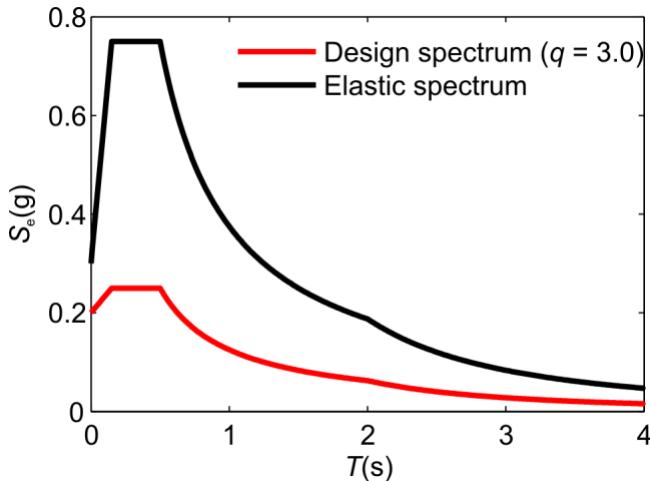 0.8
Design spectrum (q = 3.0)
Elastic spectrum
0.6
0.4
0.2
0
Sₑ(g)
0 1 2 3 4
T(s)